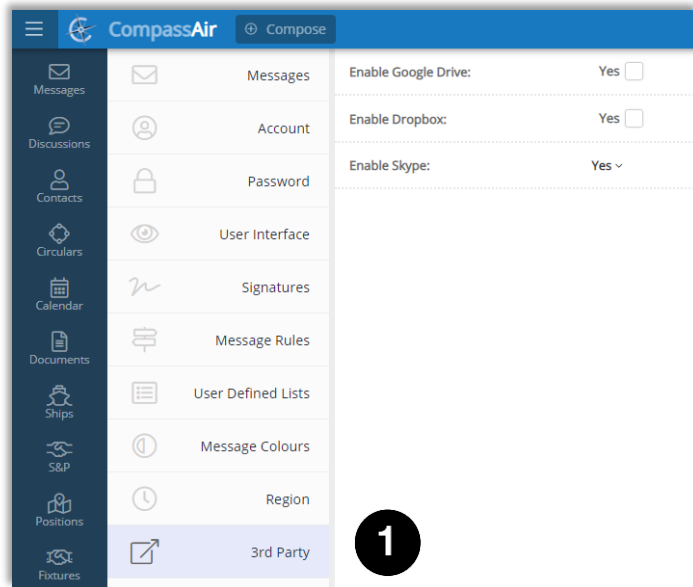 CompassAir
Compose
Messages
Discussions
Contacts
Circulars
Calendar
Documents
Ships
S&P
Positions
Fixtures
Messages
Account
Password
User Interface
Signatures
Message Rules
User Defined Lists
Message Colours
Region
3rd Party
Enable Google Drive: Yes
Enable Dropbox: Yes
Enable Skype: Yes
1